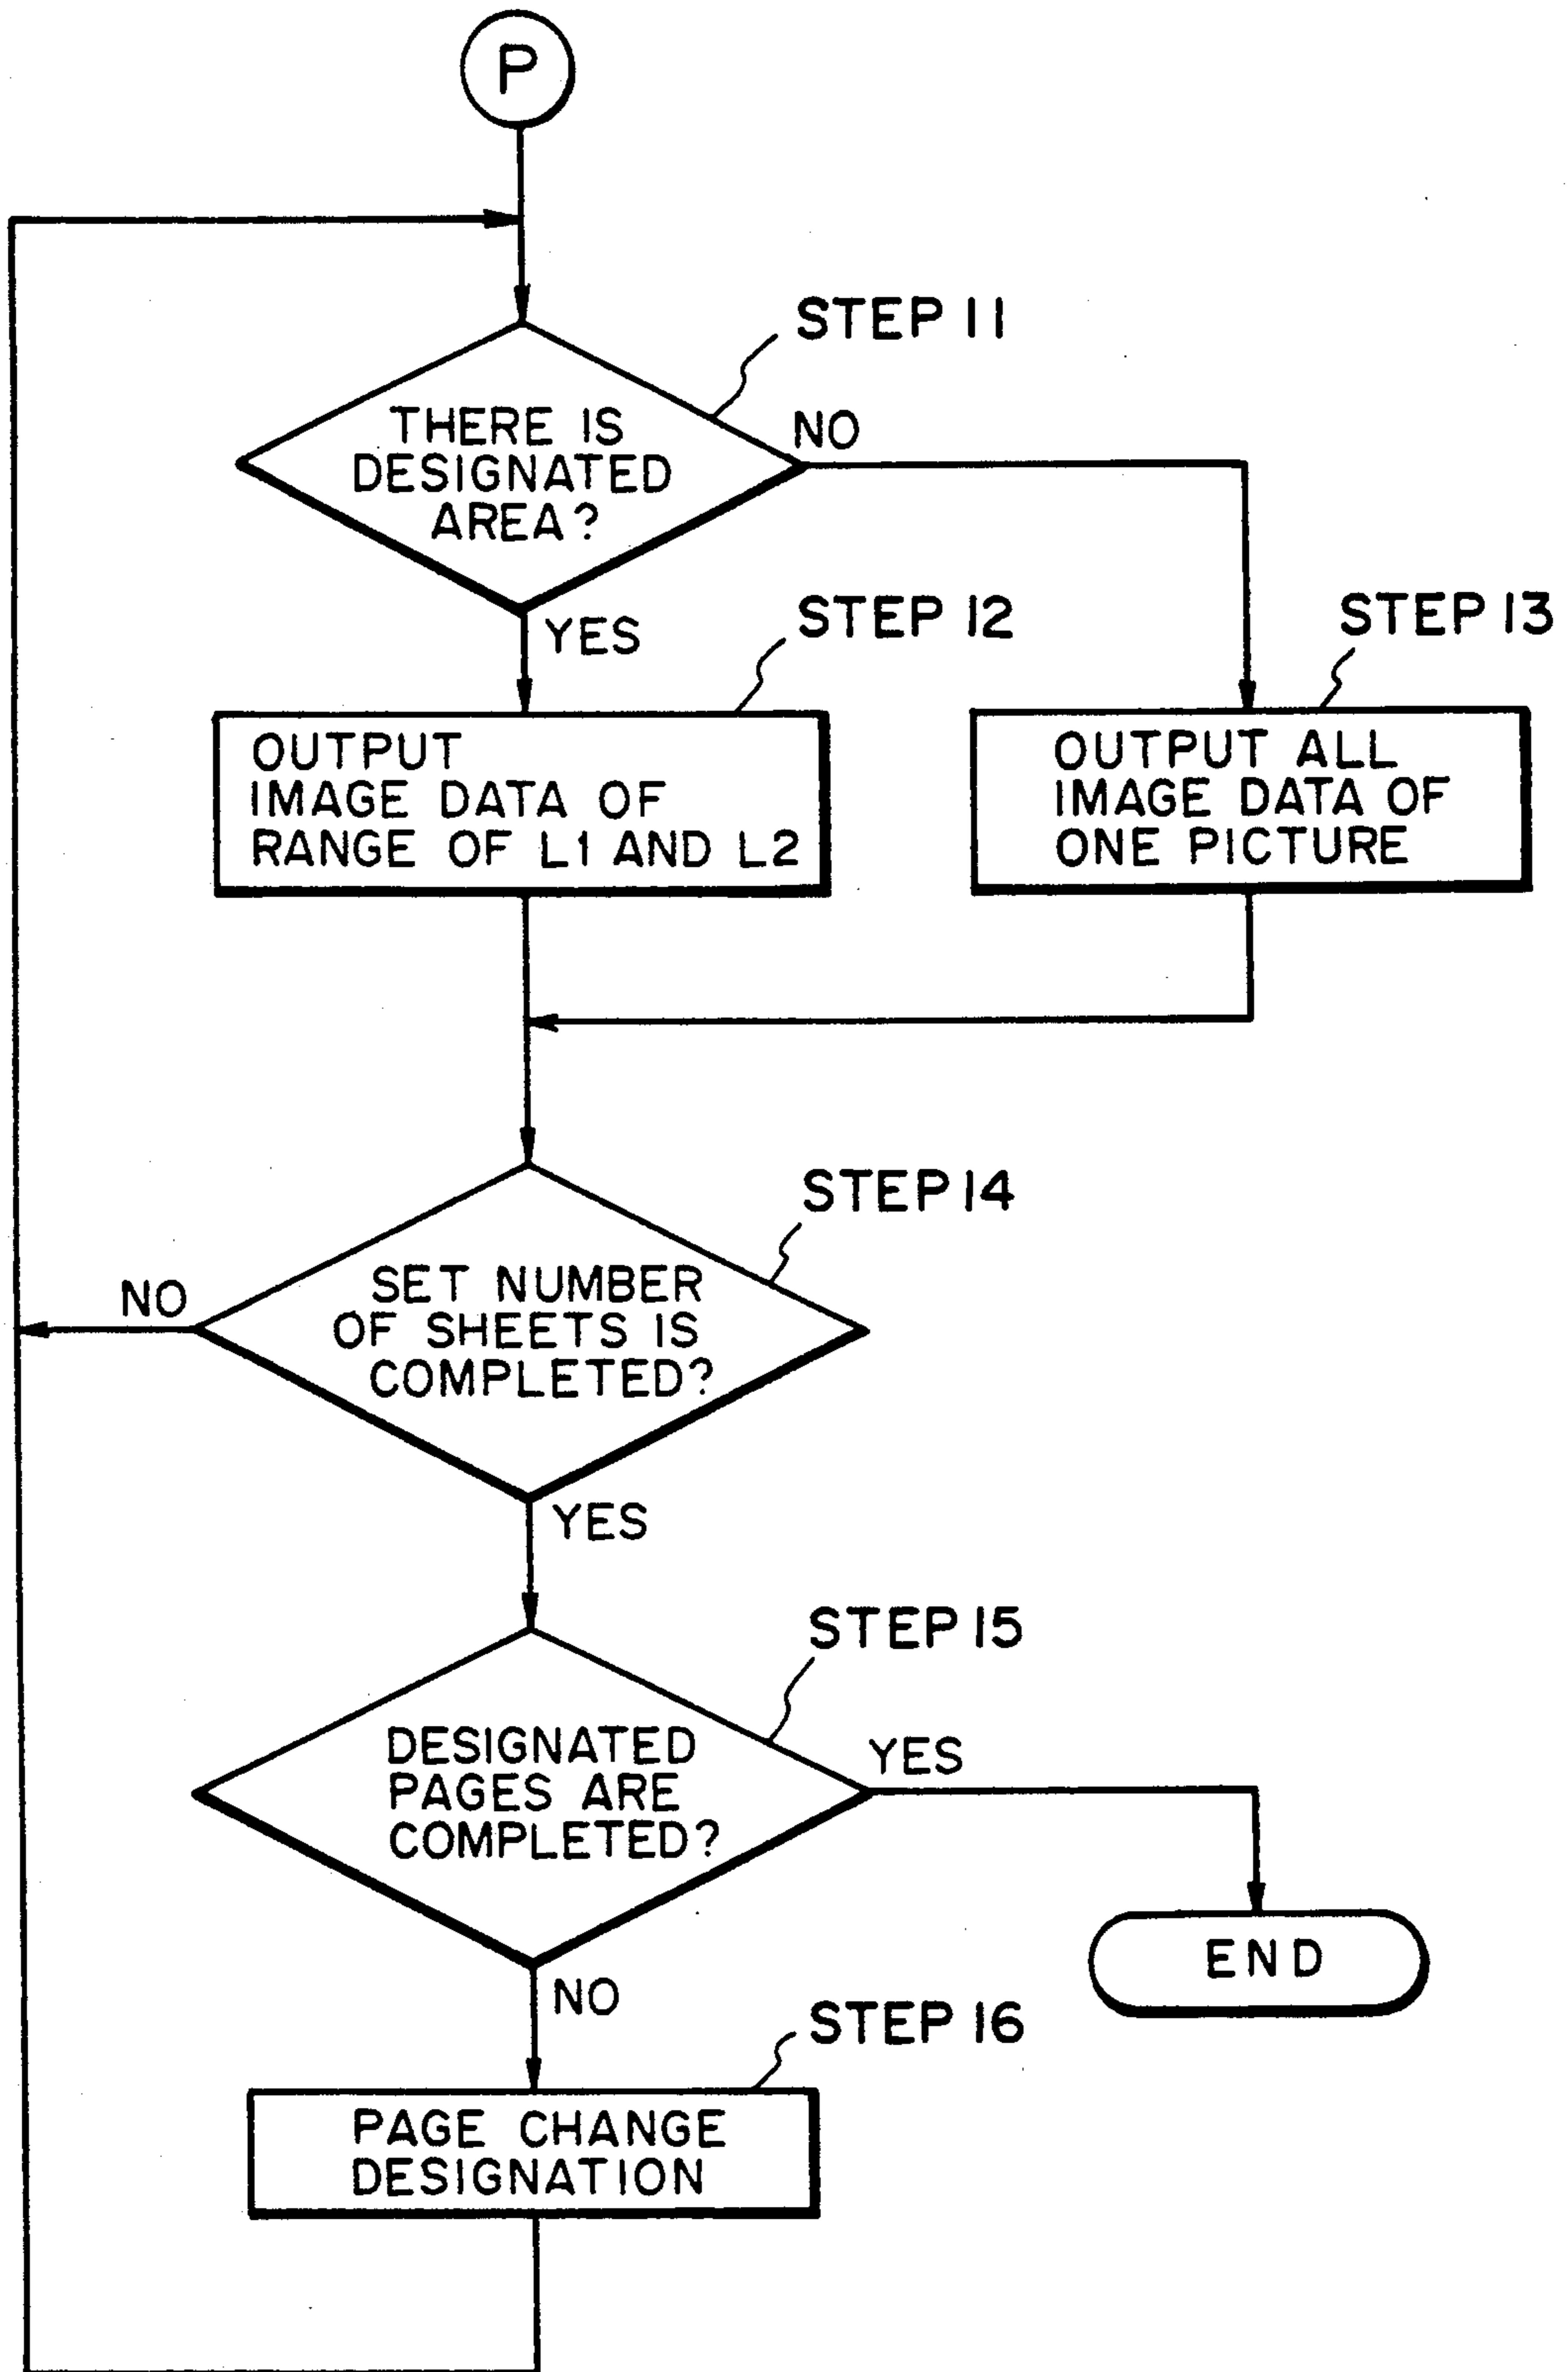 P
STEP 11
THERE IS
DESIGNATED
AREA?
NO
YES
STEP 12
STEP 13
OUTPUT
IMAGE DATA OF
RANGE OF L1 AND L2
OUTPUT ALL
IMAGE DATA OF
ONE PICTURE
STEP 14
SET NUMBER
OF SHEETS IS
COMPLETED?
NO
YES
STEP 15
DESIGNATED
PAGES ARE
COMPLETED?
YES
END
NO
STEP 16
PAGE CHANGE
DESIGNATION